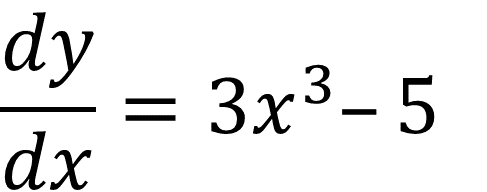 dy/dx = 3x³ − 5